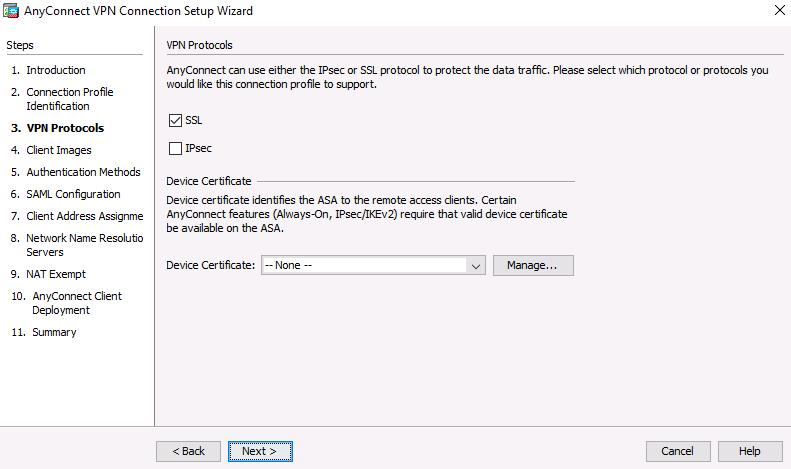 AnyConnect VPN Connection Setup Wizard
Steps
1. Introduction
2. Connection Profile
Identification
3. VPN Protocols
4. Client Images
5. Authentication Methods
6. SAML Configuration
7. Client Address Assignme
8. Network Name Resolutio
Servers
9. NAT Exempt
10. AnyConnect Client
Deployment
11. Summary
VPN Protocols
AnyConnect can use either the IPsec or SSL protocol to protect the data traffic. Please select which protocol or protocols you
would like this connection profile to support.
SSL
IPsec
Device Certificate
Device certificate identifies the ASA to the remote access clients. Certain
AnyConnect features (Always-On, IPsec/IKEv2) require that valid device certificate
be available on the ASA.
Device Certificate: -- None -- Manage...
< Back Next > Cancel Help